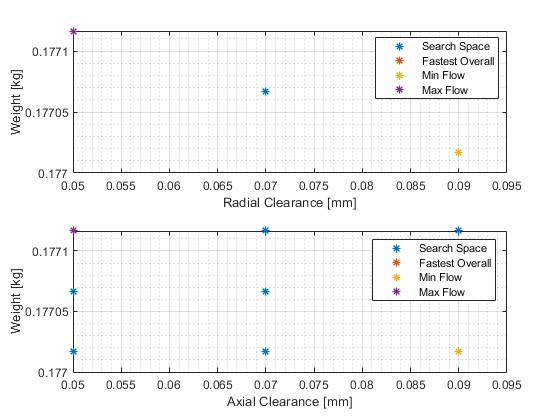 Weight [kg]
0.1771
0.17705
0.177
0.05 0.055 0.06 0.065 0.07 0.075 0.08 0.085 0.09 0.095
Radial Clearance [mm]
Search Space
Fastest Overall
Min Flow
Max Flow
Weight [kg]
0.1771
0.17705
0.177
0.05 0.055 0.06 0.065 0.07 0.075 0.08 0.085 0.09 0.095
Axial Clearance [mm]
Search Space
Fastest Overall
Min Flow
Max Flow